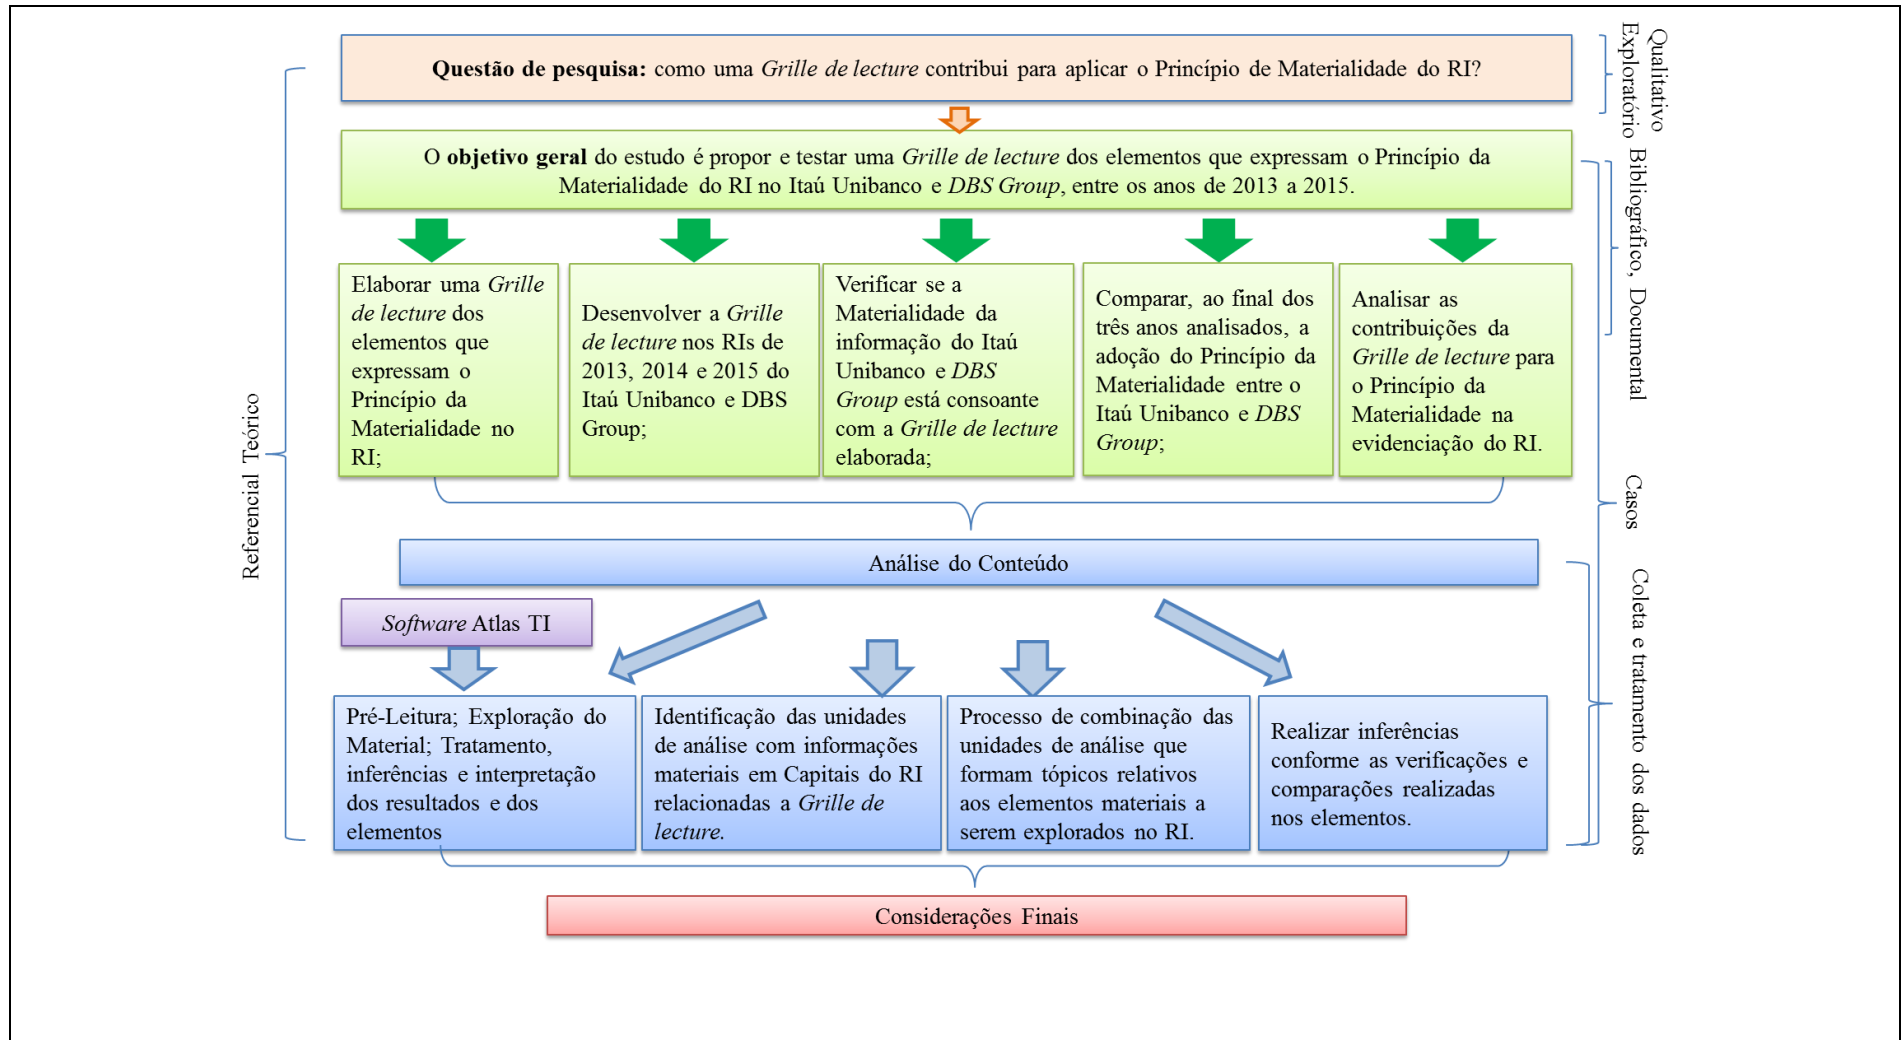 Questão de pesquisa: como uma Grille de lecture contribui para aplicar o Princípio de Materialidade do RI?
Qualitativo
Exploratório
O objetivo geral do estudo é propor e testar uma Grille de lecture dos elementos que expressam o Princípio da
Materialidade do RI no Itaú Unibanco e DBS Group, entre os anos de 2013 a 2015.
Bibliográfico, Documental
Elaborar uma Grille
de lecture dos
elementos que
expressam o
Princípio da
Materialidade no
RI;
Desenvolver a Grille
de lecture nos RIs de
2013, 2014 e 2015 do
Itaú Unibanco e DBS
Group;
Verificar se a
Materialidade da
informação do Itaú
Unibanco e DBS
Group está consoante
com a Grille de lecture
elaborada;
Comparar, ao final dos
três anos analisados, a
adoção do Princípio da
Materialidade entre o
Itaú Unibanco e DBS
Group;
Analisar as
contribuições da
Grille de lecture para
o Princípio da
Materialidade na
evidenciação do RI.
Referencial Teórico
Casos
Análise do Conteúdo
Software Atlas TI
Coleta e tratamento dos dados
Pré-Leitura; Exploração do
Material; Tratamento,
inferências e interpretação
dos resultados e dos
elementos
Identificação das unidades
de análise com informações
materiais em Capitais do RI
relacionadas a Grille de
lecture.
Processo de combinação das
unidades de análise que
formam tópicos relativos
aos elementos materiais a
serem explorados no RI.
Realizar inferências
conforme as verificações e
comparações realizadas
nos elementos.
Considerações Finais